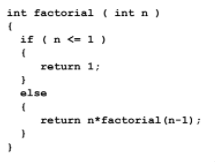 int factorial ( int n )
{
  if ( n <= 1 )
  {
    return 1;
  }
  else
  {
    return n*factorial(n-1);
  }
}